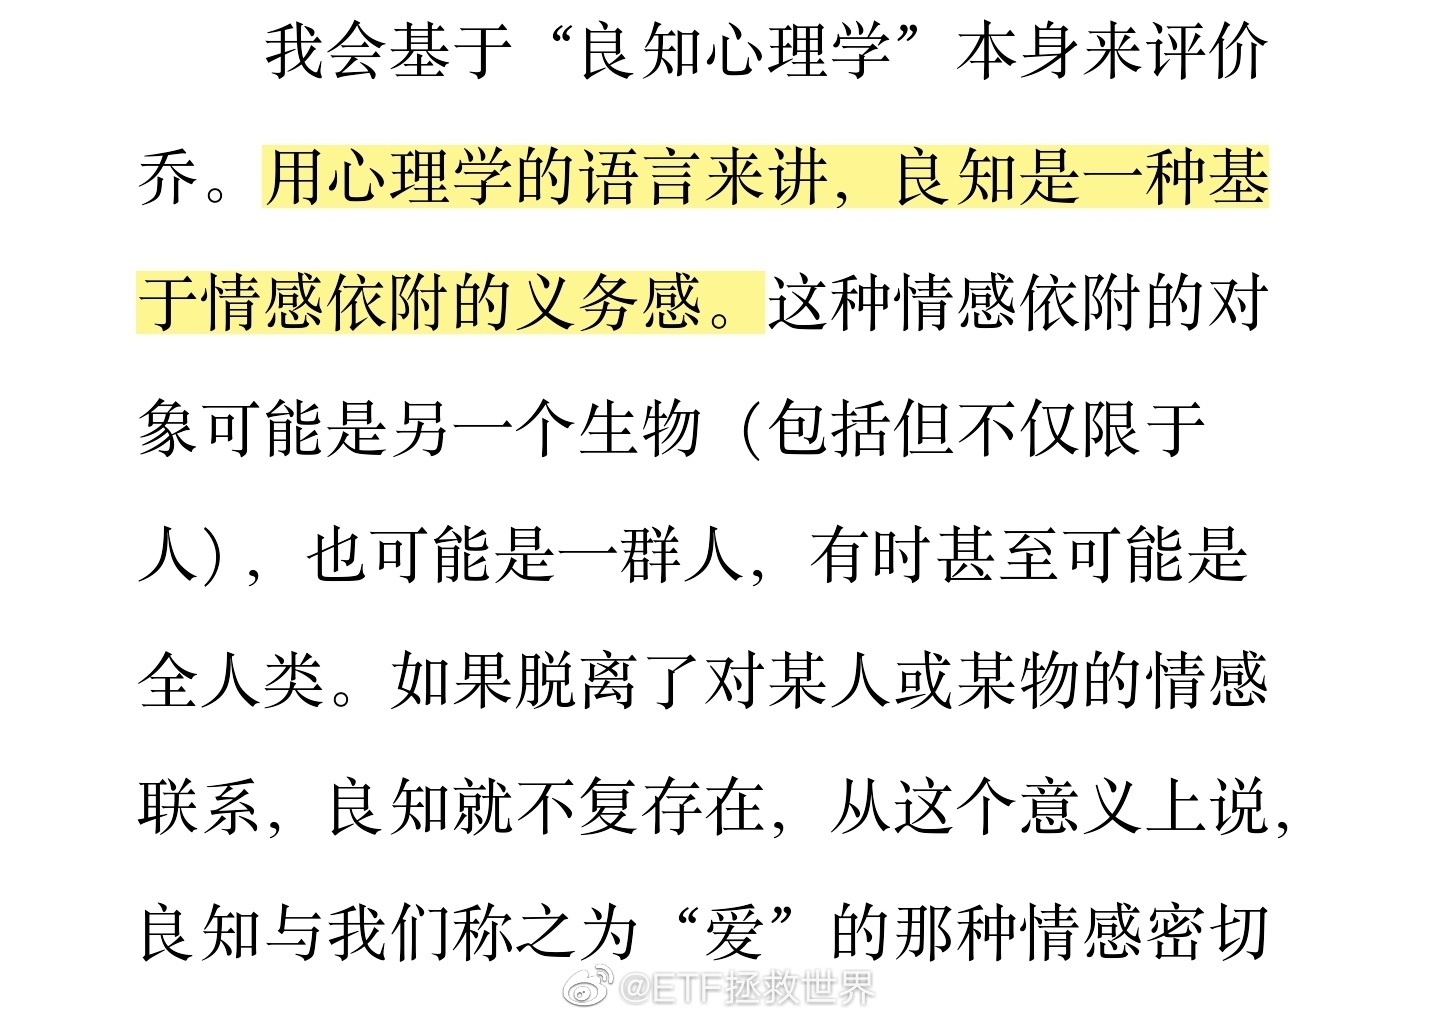 我会基于“良知心理学”本身来评价
乔。用心理学的语言来讲，良知是一种基
于情感依附的义务感。这种情感依附的对
象可能是另一个生物（包括但不仅限于
人），也可能是一群人，有时甚至可能是
全人类。如果脱离了对某人或某物的情感
联系，良知就不复存在，从这个意义上说，
良知与我们称之为“爱”的那种情感密切
@ETF拯救世界